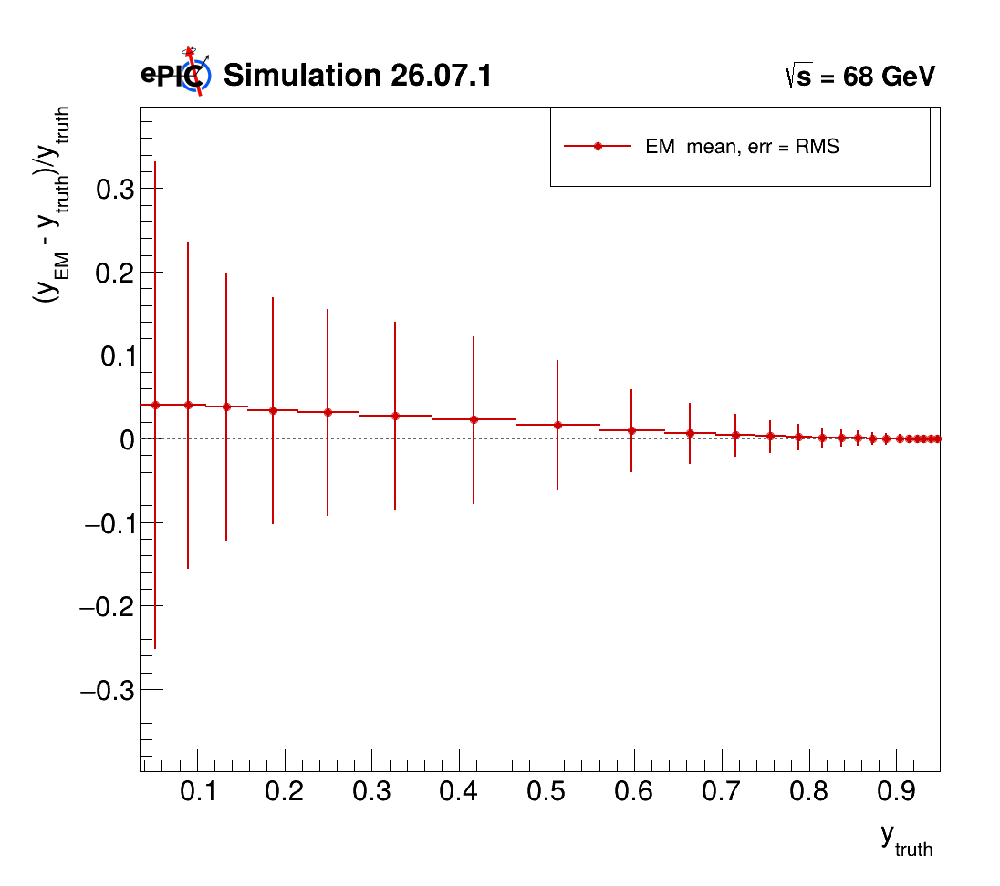 ePIC Simulation 26.07.1
√s = 68 GeV
EM mean, err = RMS
(y_EM - y_truth)/y_truth
0.3
0.2
0.1
0
−0.1
−0.2
−0.3
0.1 0.2 0.3 0.4 0.5 0.6 0.7 0.8 0.9
y_truth